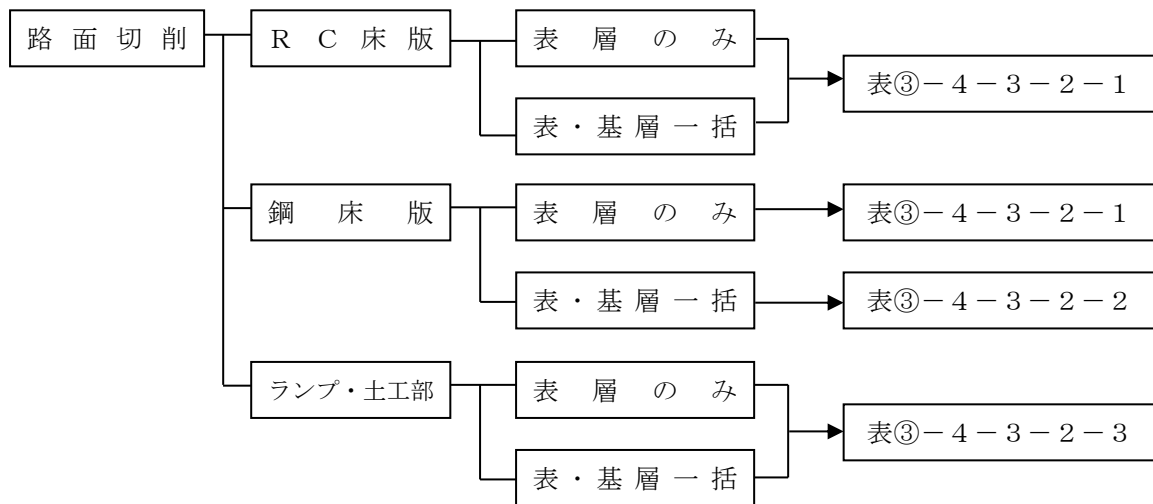 路面切削
ＲＣ床版
表層のみ
表・基層一括
表③－４－３－２－１
鋼床版
表層のみ
表③－４－３－２－１
表・基層一括
表③－４－３－２－２
ランプ・土工部
表層のみ
表・基層一括
表③－４－３－２－３